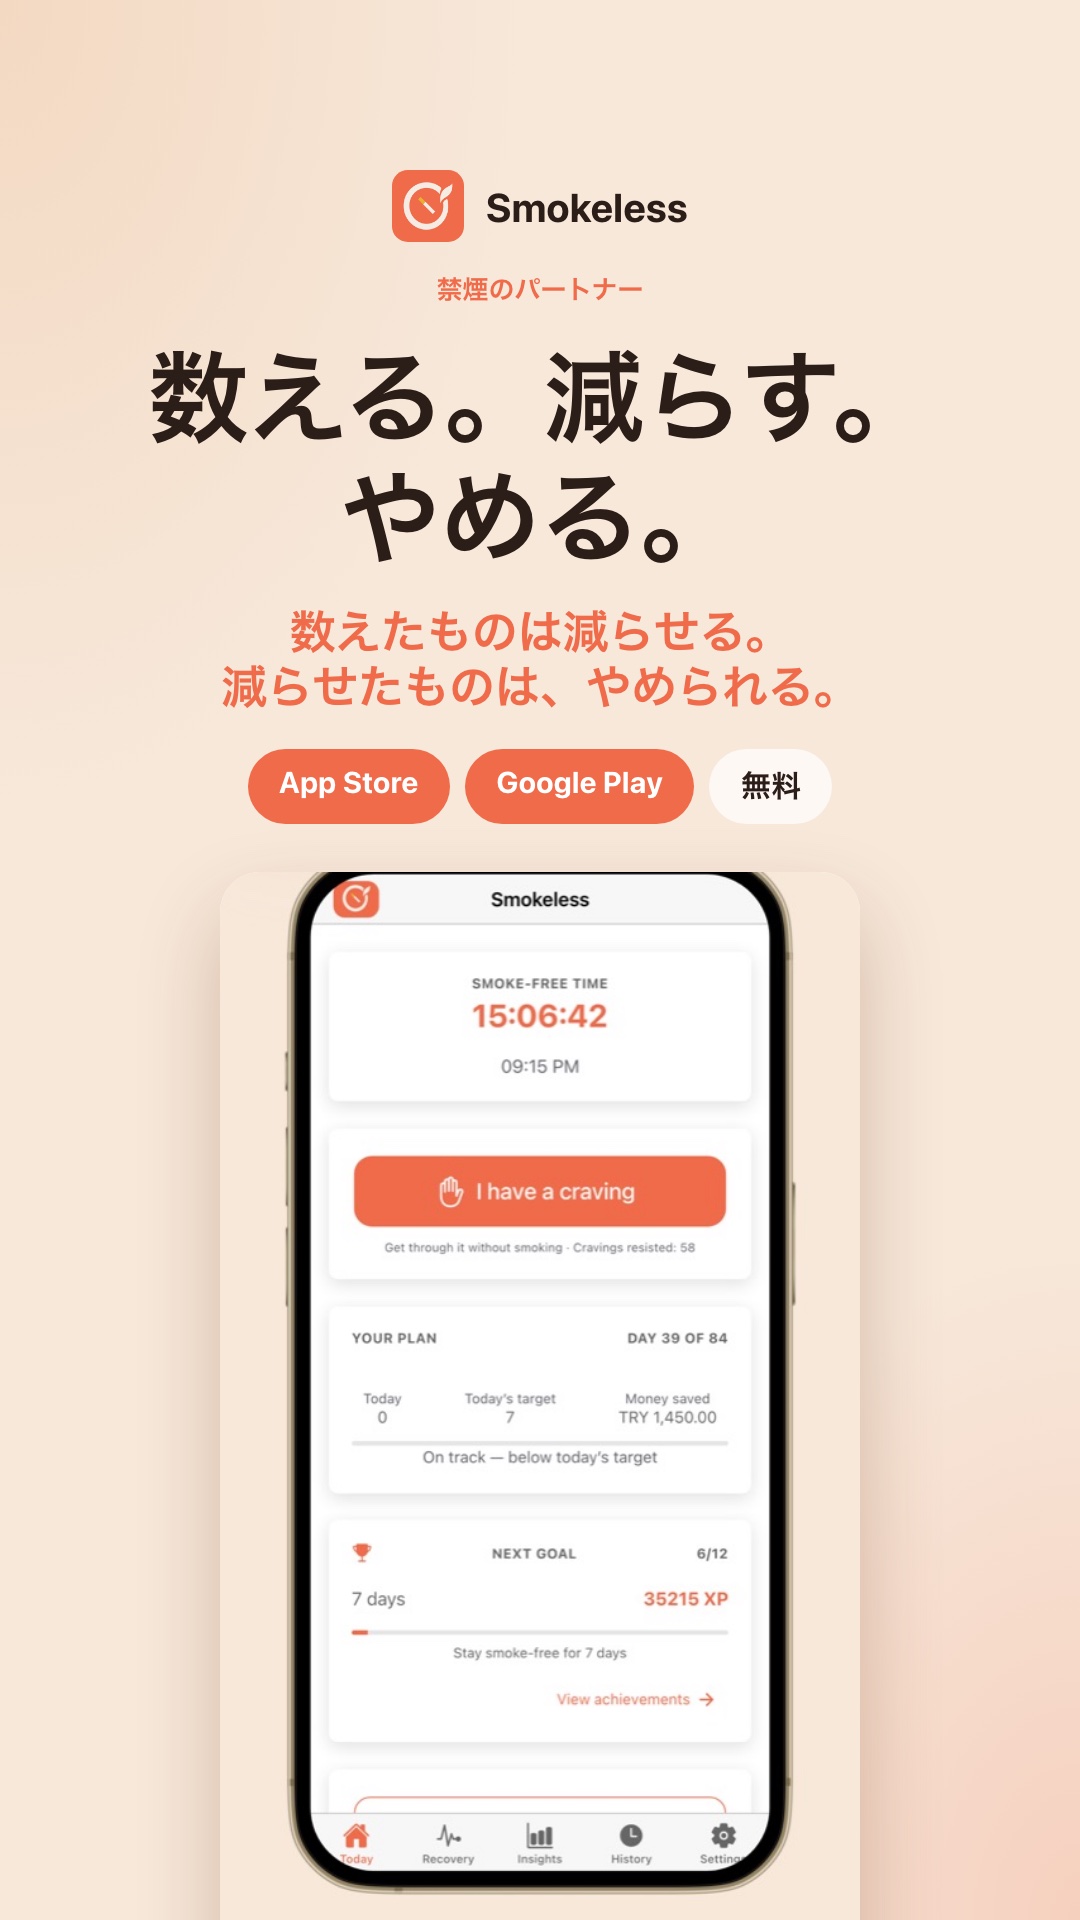 Smokeless
禁煙のパートナー
数える。減らす。
やめる。
数えたものは減らせる。
減らせたものは、やめられる。
App Store
Google Play
無料
Smokeless
SMOKE-FREE TIME
15:06:42
09:15 PM
I have a craving
Get through it without smoking · Cravings resisted: 58
YOUR PLAN
DAY 39 OF 84
Today
Today's target
Money saved
0
7
TRY 1,450.00
On track — below today's target
NEXT GOAL
6/12
7 days
35215 XP
Stay smoke-free for 7 days
View achievements →
Today
Recovery
Insights
History
Settings